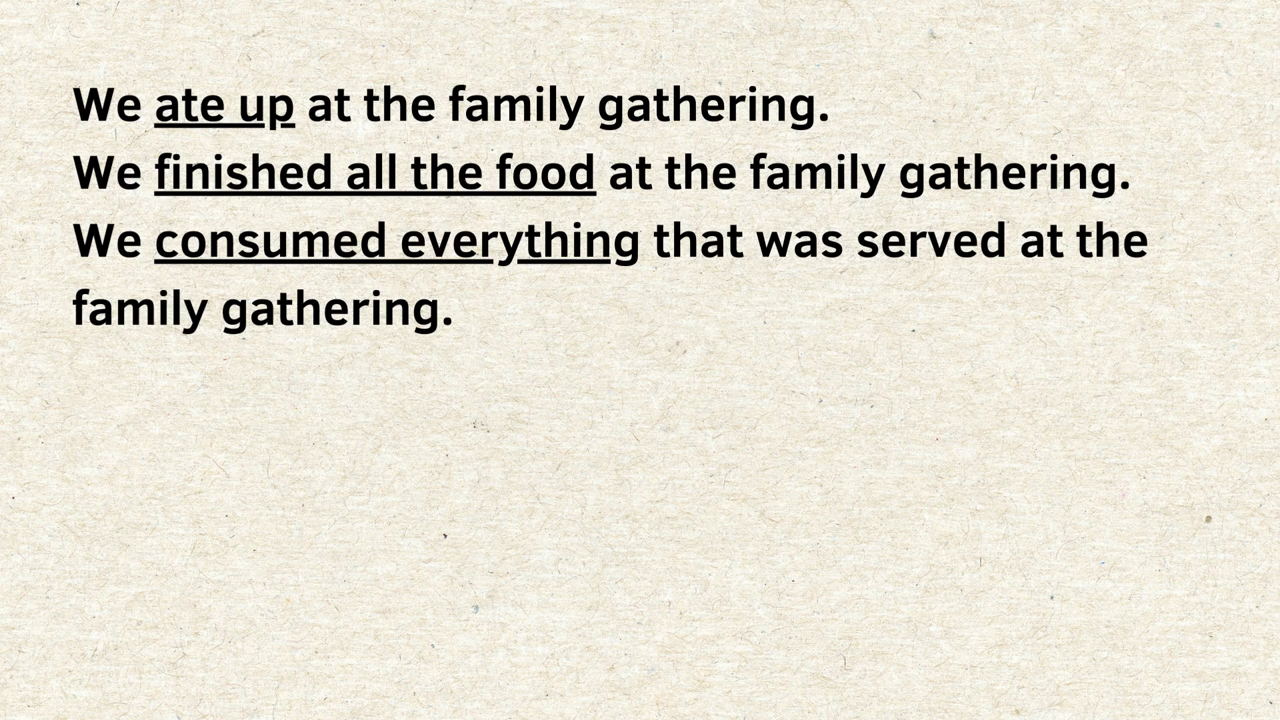 We ate up at the family gathering.
We finished all the food at the family gathering.
We consumed everything that was served at the
family gathering.